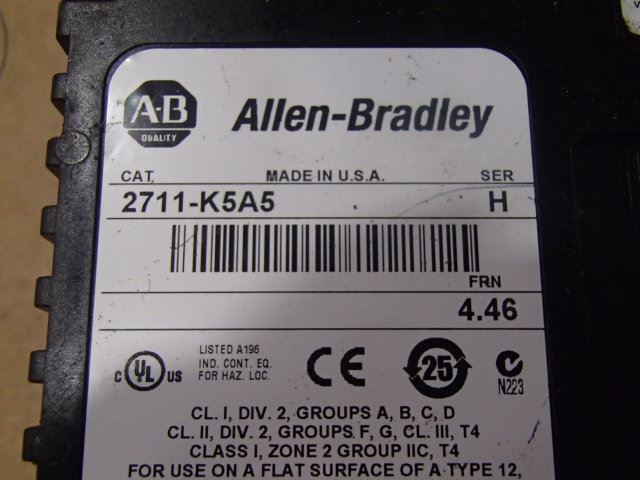 A-B
QUALITY
Allen-Bradley
CAT. MADE IN U.S.A. SER
2711-K5A5 H
FRN
4.46
C UL US
LISTED A196
IND. CONT. EQ.
FOR HAZ. LOC.
CE
25
N223
CL. I, DIV. 2, GROUPS A, B, C, D
CL. II, DIV. 2, GROUPS F, G, CL. III, T4
CLASS I, ZONE 2 GROUP IIC, T4
FOR USE ON A FLAT SURFACE OF A TYPE 12,